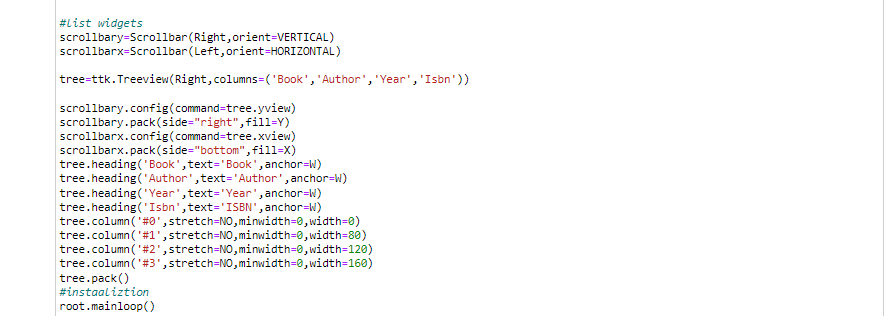 #List widgets
scrollbary=Scrollbar(Right,orient=VERTICAL)
scrollbarx=Scrollbar(Left,orient=HORIZONTAL)
tree=ttk.Treeview(Right,columns=('Book','Author','Year','Isbn'))
scrollbary.config(command=tree.yview)
scrollbary.pack(side="right",fill=Y)
scrollbarx.config(command=tree.xview)
scrollbarx.pack(side="bottom",fill=X)
tree.heading('Book',text='Book',anchor=W)
tree.heading('Author',text='Author',anchor=W)
tree.heading('Year',text='Year',anchor=W)
tree.heading('Isbn',text='ISBN',anchor=W)
tree.column('#0',stretch=NO,minwidth=0,width=0)
tree.column('#1',stretch=NO,minwidth=0,width=80)
tree.column('#2',stretch=NO,minwidth=0,width=120)
tree.column('#3',stretch=NO,minwidth=0,width=160)
tree.pack()
#instaaliztion
root.mainloop()